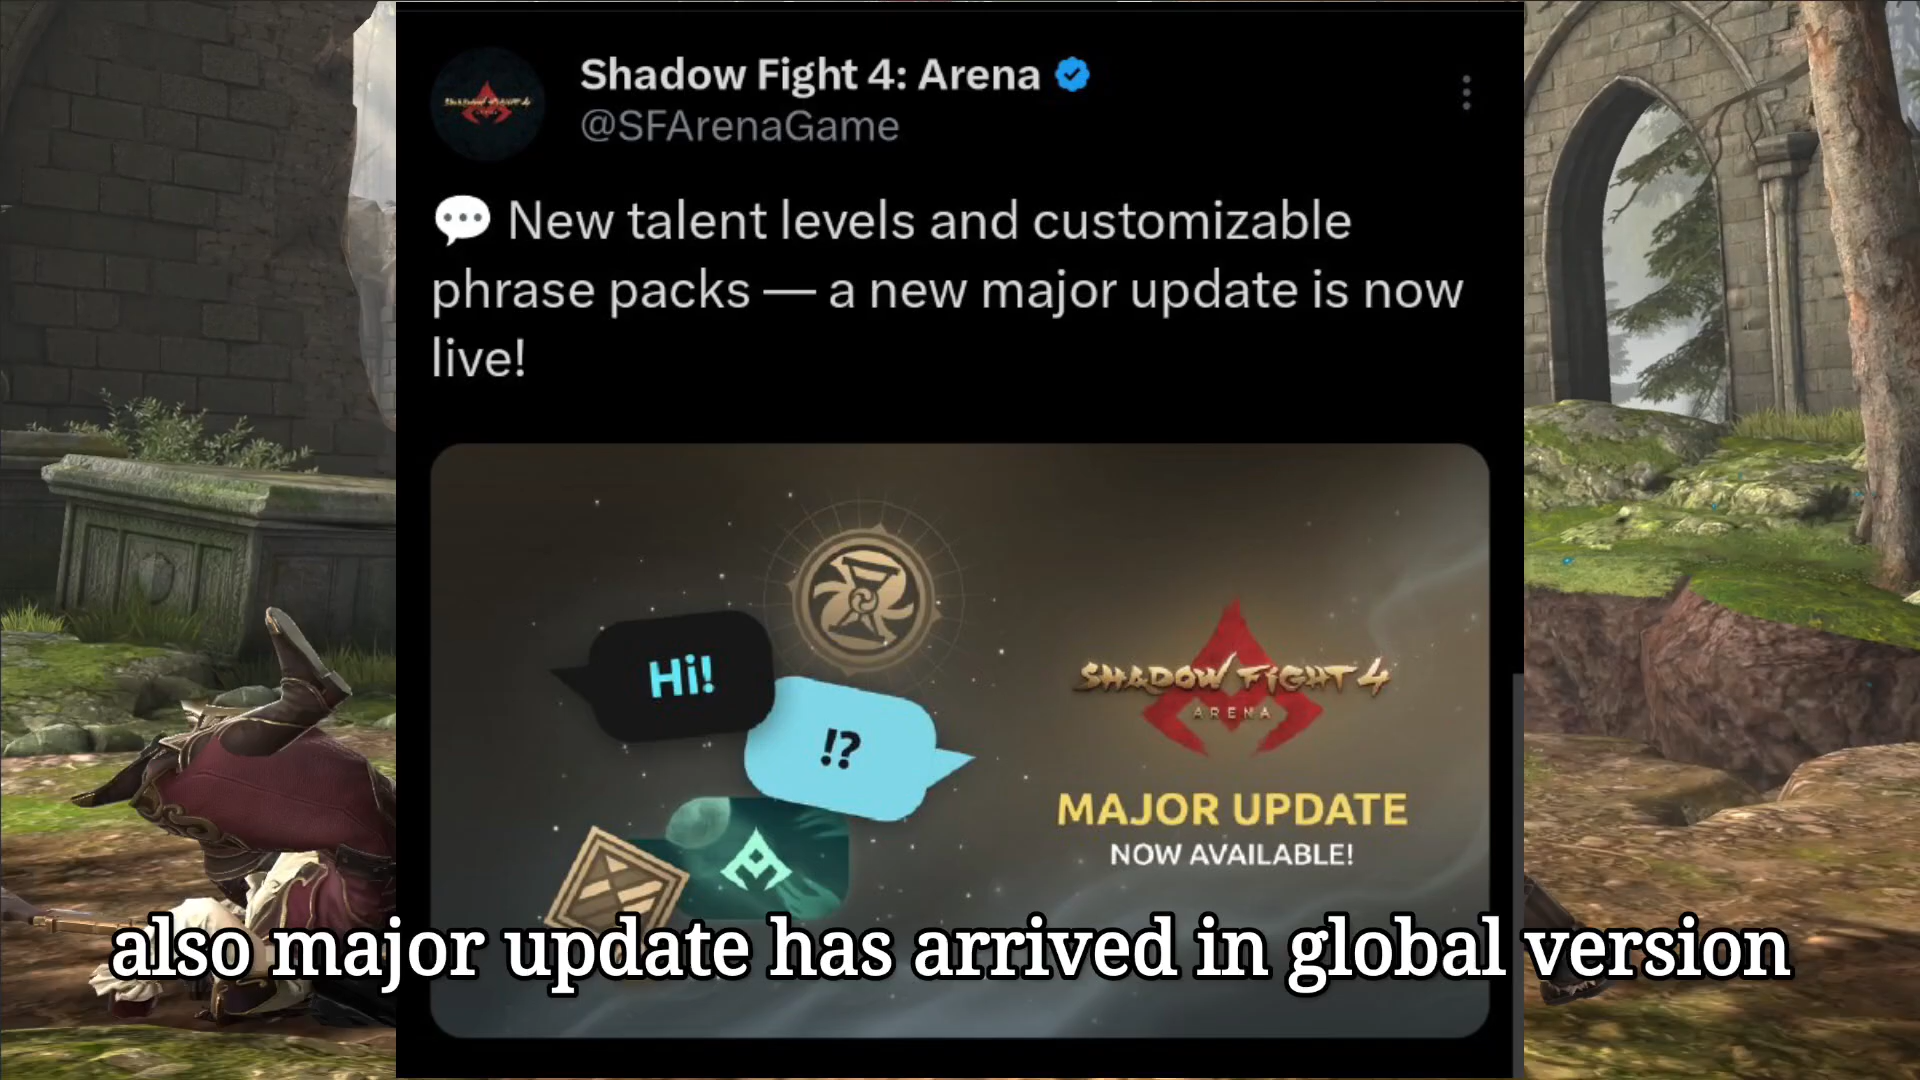 Shadow Fight 4: Arena
@SFArenaGame
💬 New talent levels and customizable
phrase packs — a new major update is now
live!
Hi!
!?
SHADOW FIGHT 4
ARENA
MAJOR UPDATE
NOW AVAILABLE!
also major update has arrived in global version